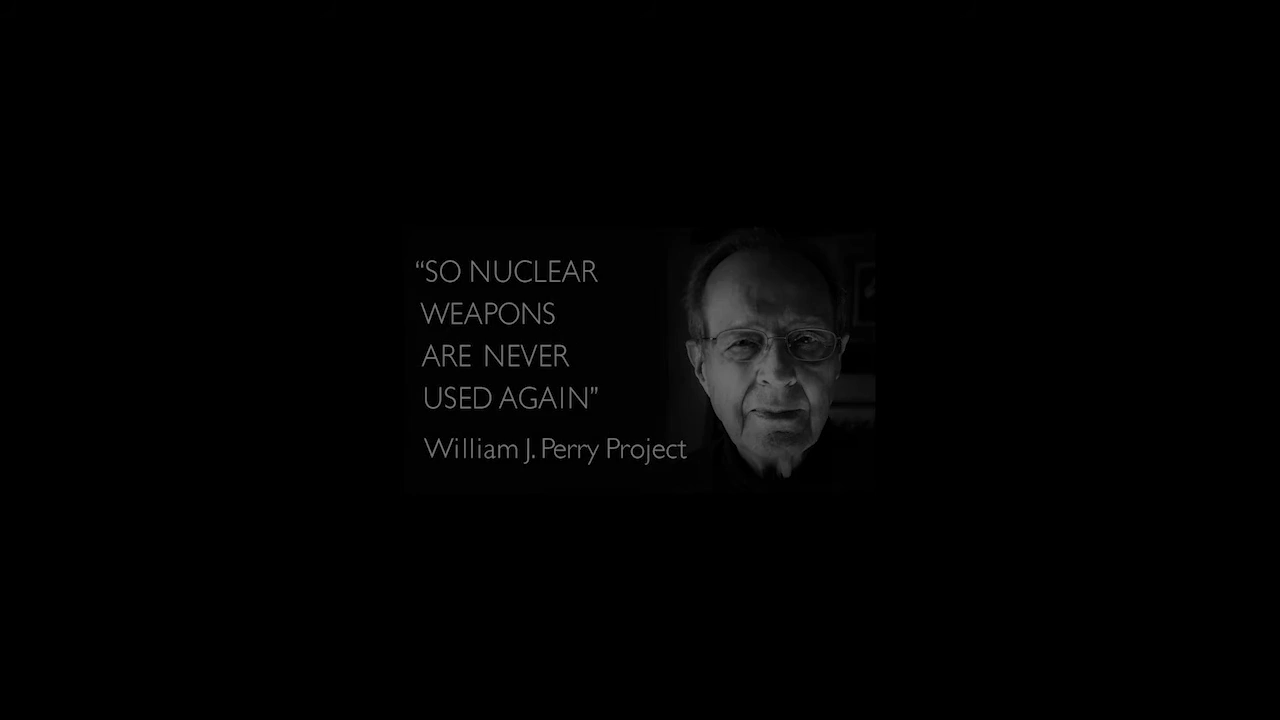 “SO NUCLEAR
WEAPONS
ARE NEVER
USED AGAIN”
William J. Perry Project